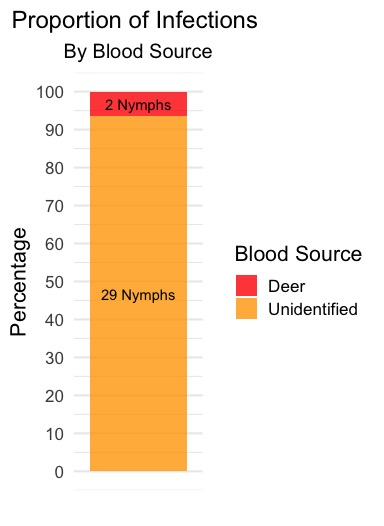 Proportion of Infections
By Blood Source
100
90
80
70
60
50
40
30
20
10
0
Percentage
2 Nymphs
29 Nymphs
Blood Source
Deer
Unidentified